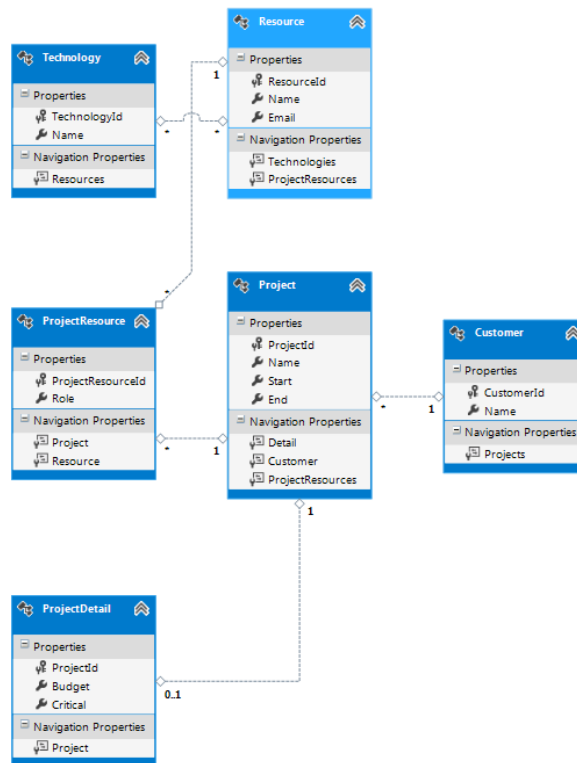 Technology
Properties
TechnologyId
Name
Navigation Properties
Resources
*
Resource
Properties
ResourceId
Name
Email
Navigation Properties
Technologies
ProjectResources
1
*
ProjectResource
Properties
ProjectResourceId
Role
Navigation Properties
Project
Resource
*
*
Project
Properties
ProjectId
Name
Start
End
Navigation Properties
Detail
Customer
ProjectResources
1
*
1
Customer
Properties
CustomerId
Name
Navigation Properties
Projects
1
ProjectDetail
Properties
ProjectId
Budget
Critical
Navigation Properties
Project
0..1